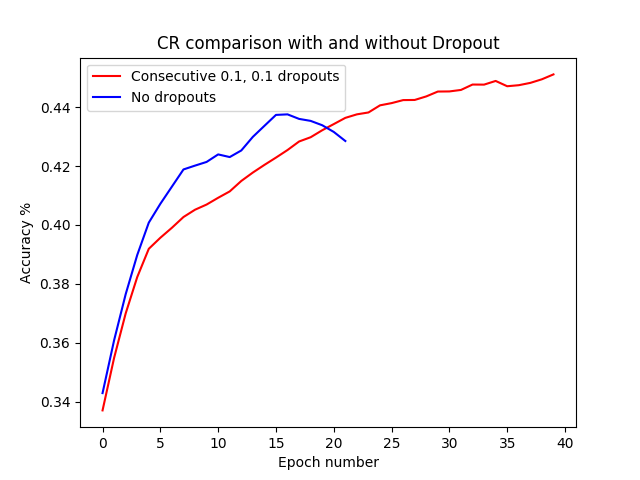 CR comparison with and without Dropout
Consecutive 0.1, 0.1 dropouts
No dropouts
Accuracy %
0.44
0.42
0.40
0.38
0.36
0.34
0 5 10 15 20 25 30 35 40
Epoch number